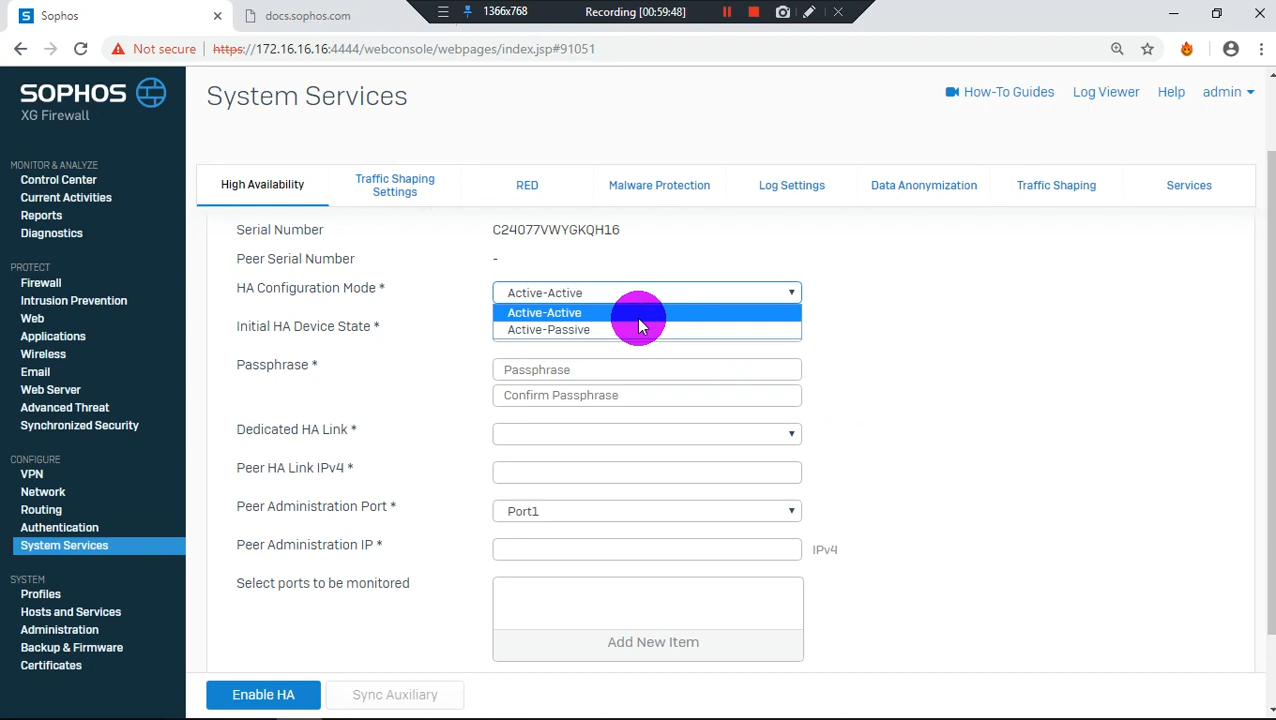 Sophos
docs.sophos.com
1366x768
Recording [00:59:48]
Not secure
https://172.16.16.16:4444/webconsole/webpages/index.jsp#91051
SOPHOS
XG Firewall
System Services
How-To Guides
Log Viewer
Help
admin
MONITOR & ANALYZE
Control Center
Current Activities
Reports
Diagnostics
PROTECT
Firewall
Intrusion Prevention
Web
Applications
Wireless
Email
Web Server
Advanced Threat
Synchronized Security
CONFIGURE
VPN
Network
Routing
Authentication
System Services
SYSTEM
Profiles
Hosts and Services
Administration
Backup & Firmware
Certificates
High Availability
Traffic Shaping
Settings
RED
Malware Protection
Log Settings
Data Anonymization
Traffic Shaping
Services
Serial Number
C24077VWYGKQH16
Peer Serial Number
-
HA Configuration Mode *
Active-Active
Active-Active
Active-Passive
Initial HA Device State *
Passphrase *
Passphrase
Confirm Passphrase
Dedicated HA Link *
Peer HA Link IPv4 *
Peer Administration Port *
Port1
Peer Administration IP *
IPv4
Select ports to be monitored
Add New Item
Enable HA
Sync Auxiliary